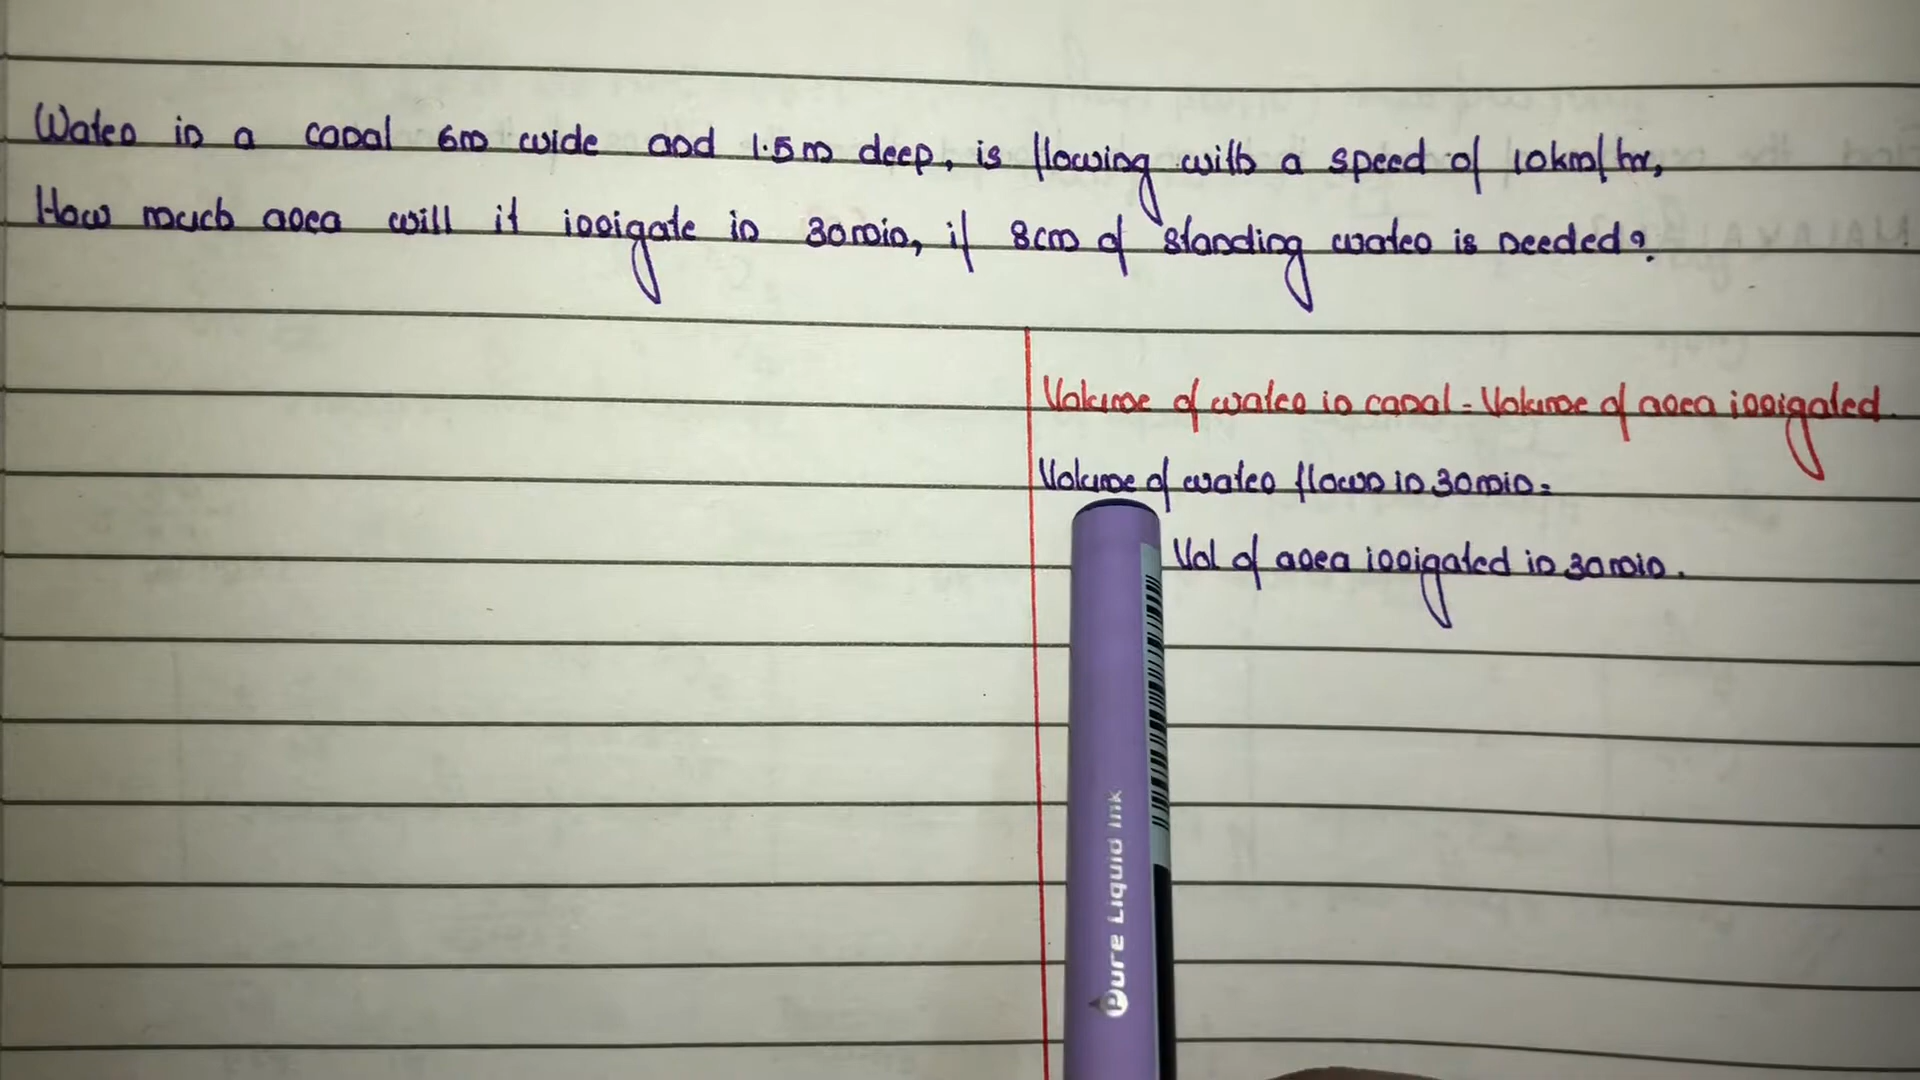 Water in a canal 6m wide and 1.5m deep, is flowing with a speed of 10km/hr,
How much area will it irrigate in 30min, if 8cm of standing water is needed?
Volume of water in canal = Volume of area irrigated.
Volume of water flown in 30min =
Vol of area irrigated in 30min.
Pure Liquid Ink